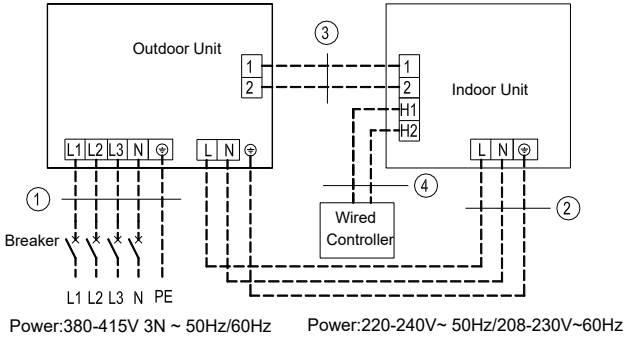 ③
Outdoor Unit
1
2
1
2
Indoor Unit
H1
H2
L1 L2 L3 N ⏚
L N ⏚
L N ⏚
①
④
②
Wired
Controller
Breaker
L1 L2 L3 N PE
Power:380-415V 3N ~ 50Hz/60Hz
Power:220-240V~ 50Hz/208-230V~60Hz